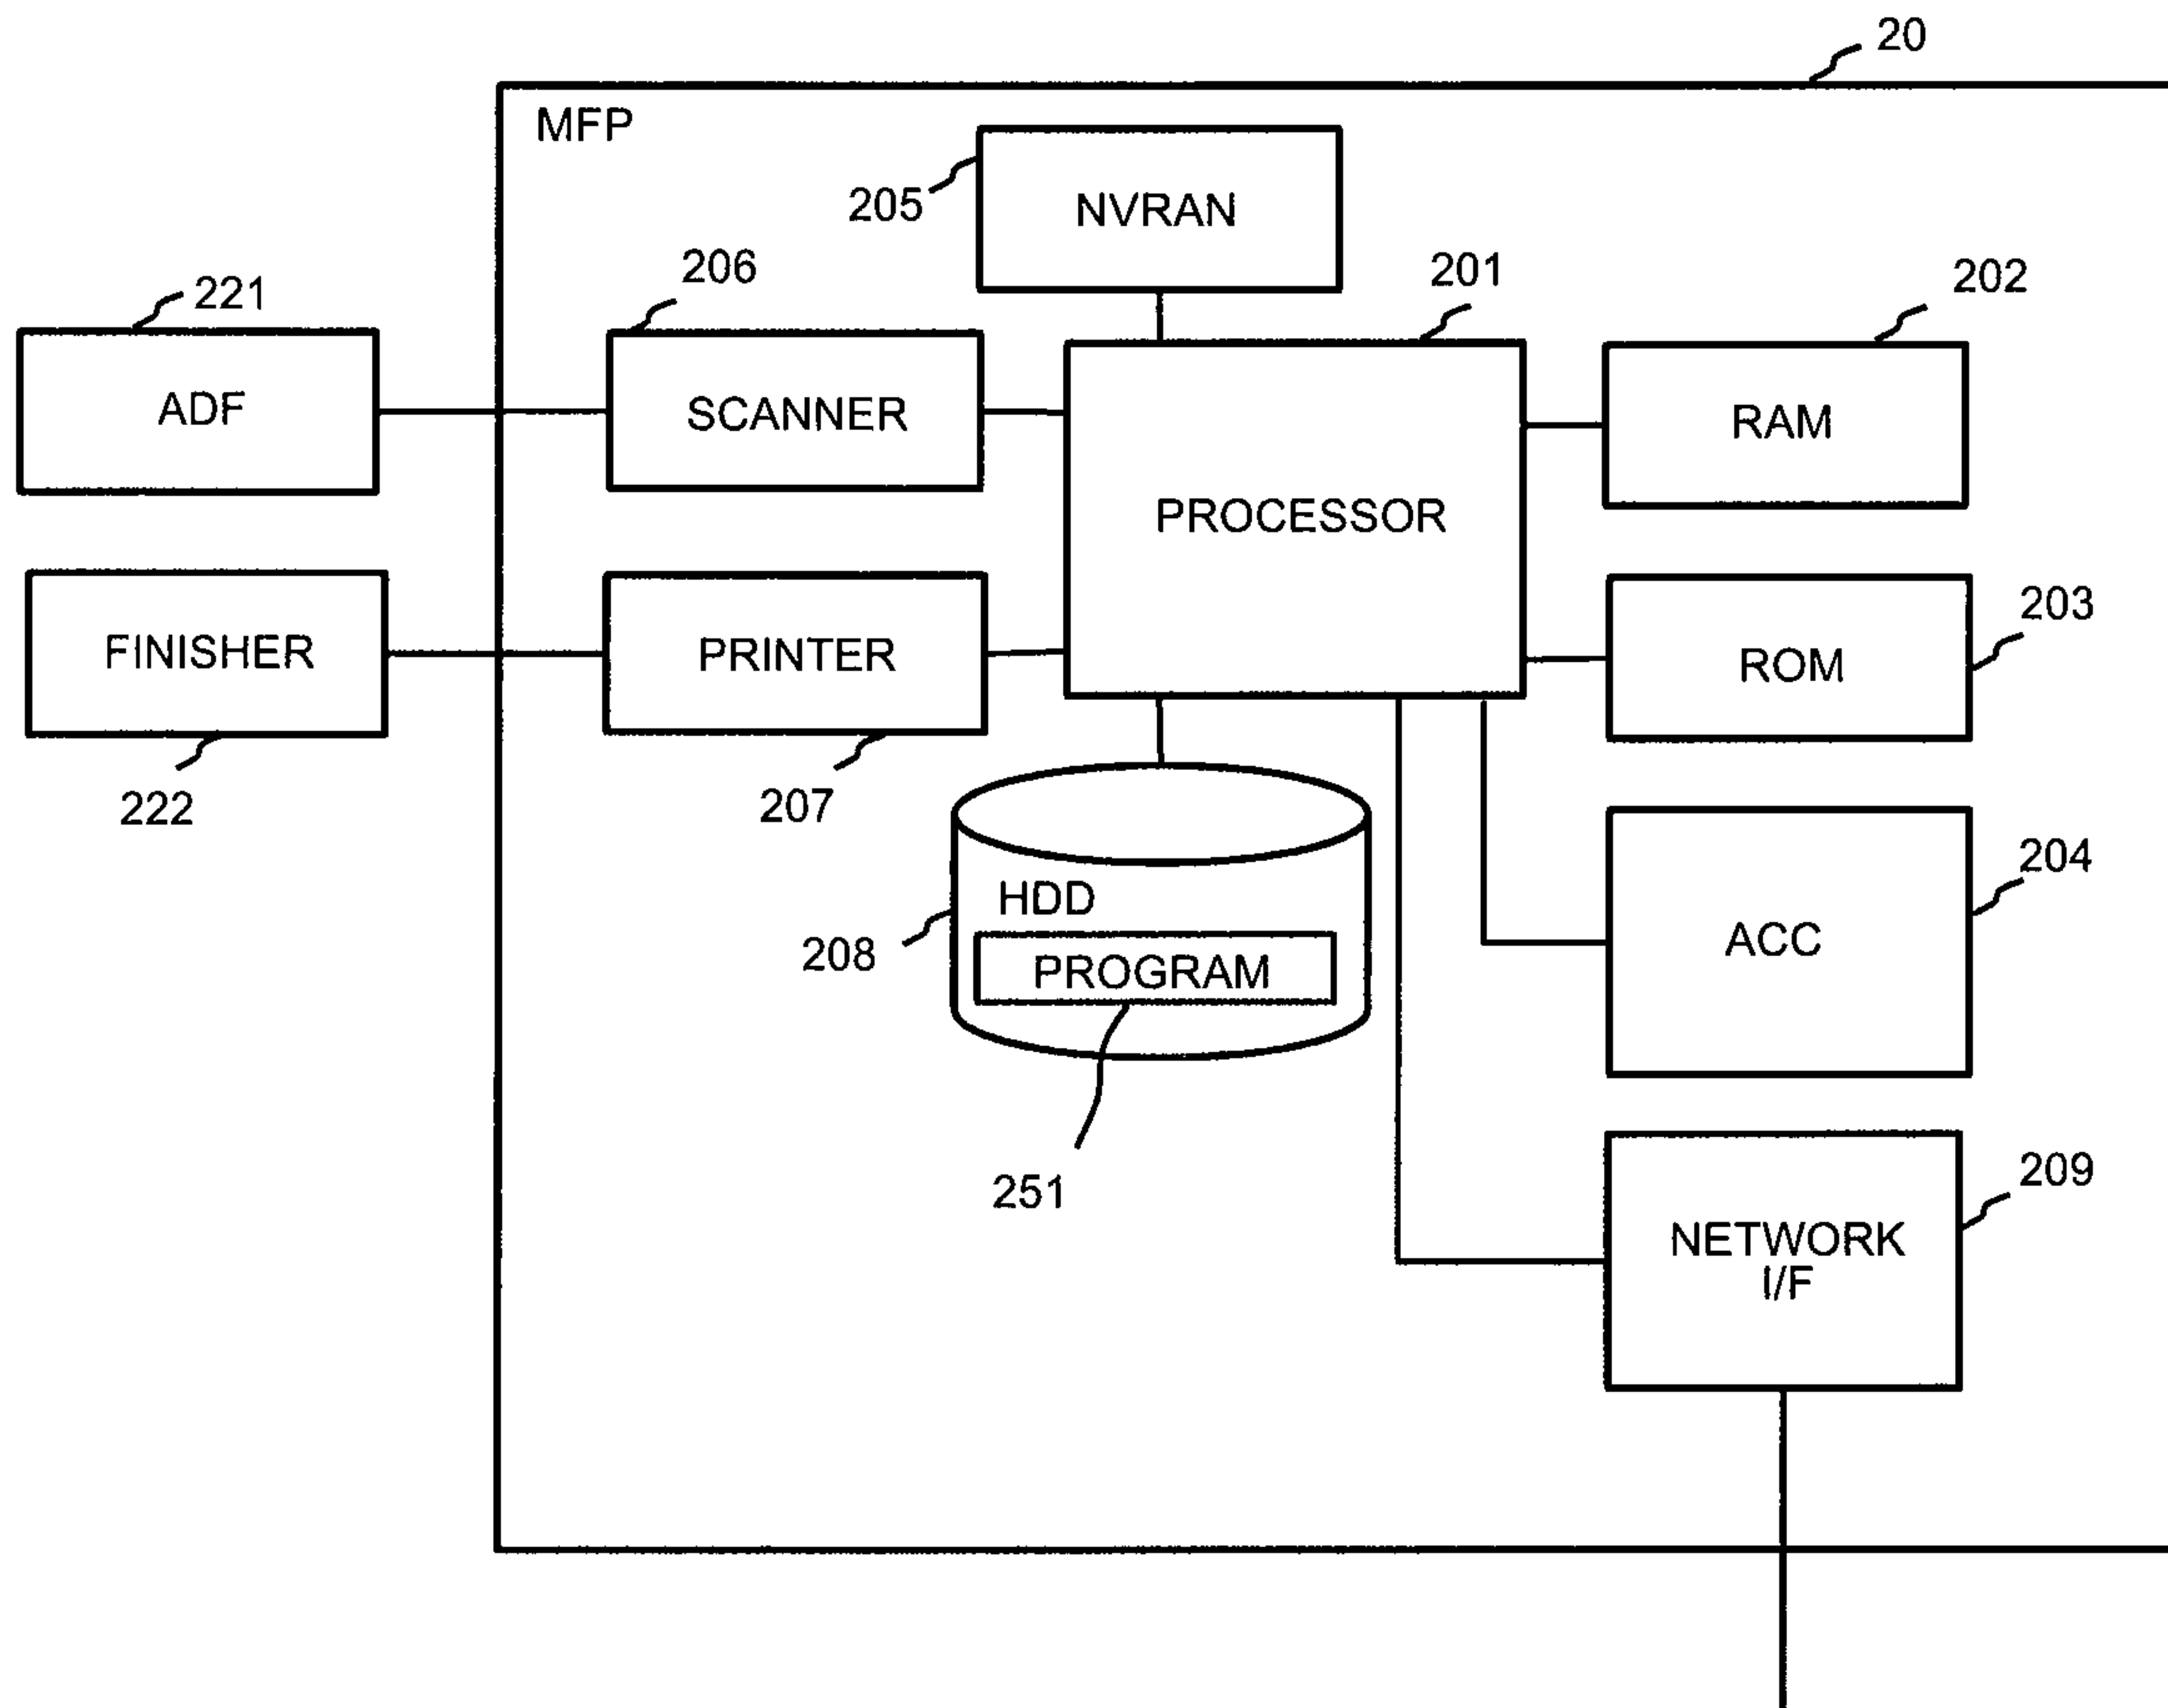 20
MFP
205
NVRAN
221
206
201
202
ADF
SCANNER
PROCESSOR
RAM
FINISHER
PRINTER
ROM
203
222
207
HDD
208
PROGRAM
251
ACC
204
NETWORK
I/F
209